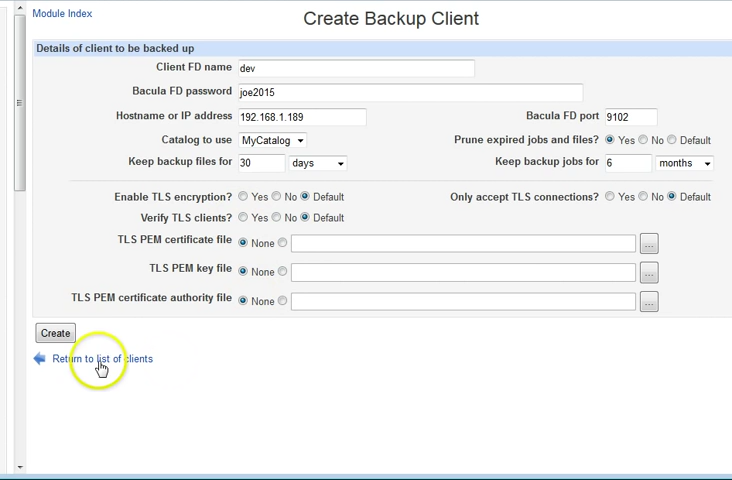 Module Index
Create Backup Client
Details of client to be backed up
Client FD name dev
Bacula FD password joe2015
Hostname or IP address 192.168.1.189 Bacula FD port 9102
Catalog to use MyCatalog Prune expired jobs and files? Yes No Default
Keep backup files for 30 days Keep backup jobs for 6 months
Enable TLS encryption? Yes No Default Only accept TLS connections? Yes No Default
Verify TLS clients? Yes No Default
TLS PEM certificate file None ...
TLS PEM key file None ...
TLS PEM certificate authority file None ...
Create
Return to list of clients